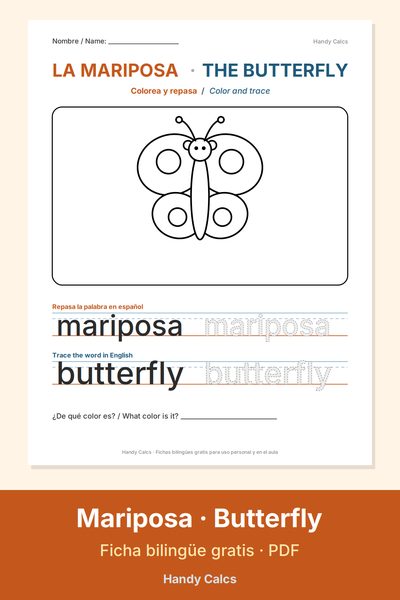 Nombre / Name: ____________________
Handy Calcs
LA MARIPOSA · THE BUTTERFLY
Colorea y repasa / Color and trace
Repasa la palabra en español
mariposa mariposa
Trace the word in English
butterfly butterfly
¿De qué color es? / What color is it? ____________________________
Handy Calcs · Fichas bilingües gratis para uso personal y en el aula
Mariposa · Butterfly
Ficha bilingüe gratis · PDF
Handy Calcs